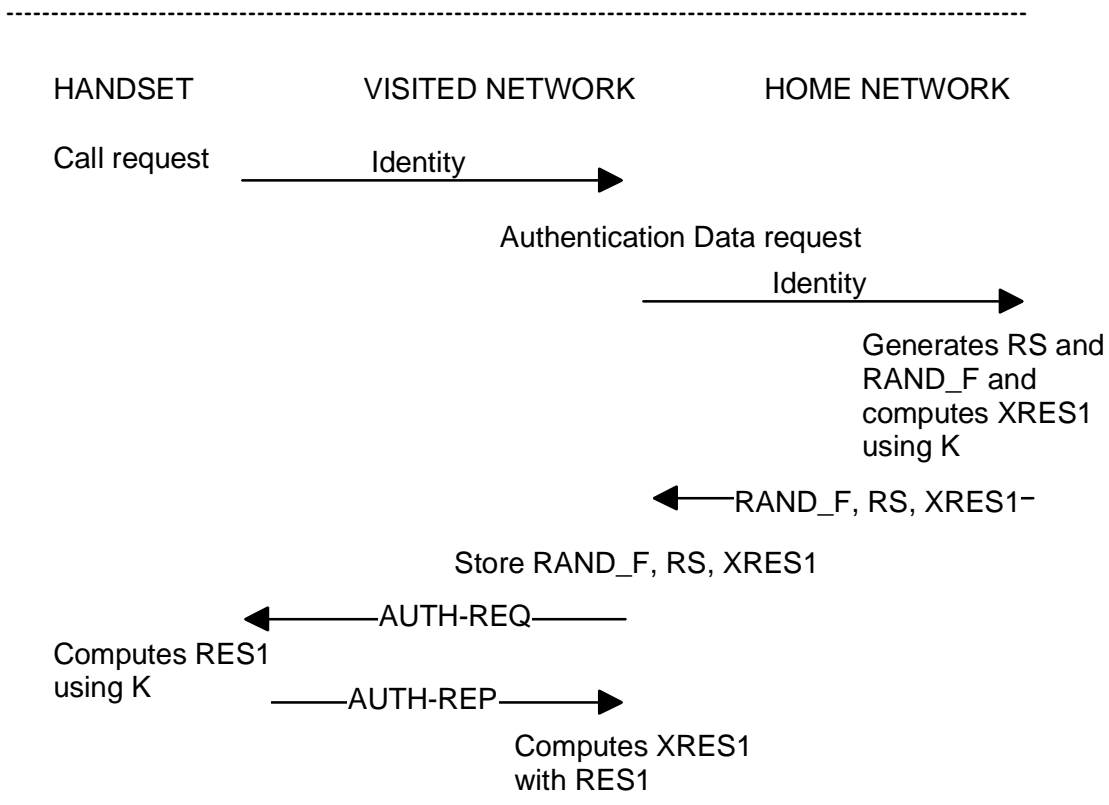 HANDSET VISITED NETWORK HOME NETWORK
Call request Identity
Authentication Data request
Identity
Generates RS and
RAND_F and
computes XRES1
using K
RAND_F, RS, XRES1
Store RAND_F, RS, XRES1
AUTH-REQ
Computes RES1
using K
AUTH-REP
Computes XRES1
with RES1